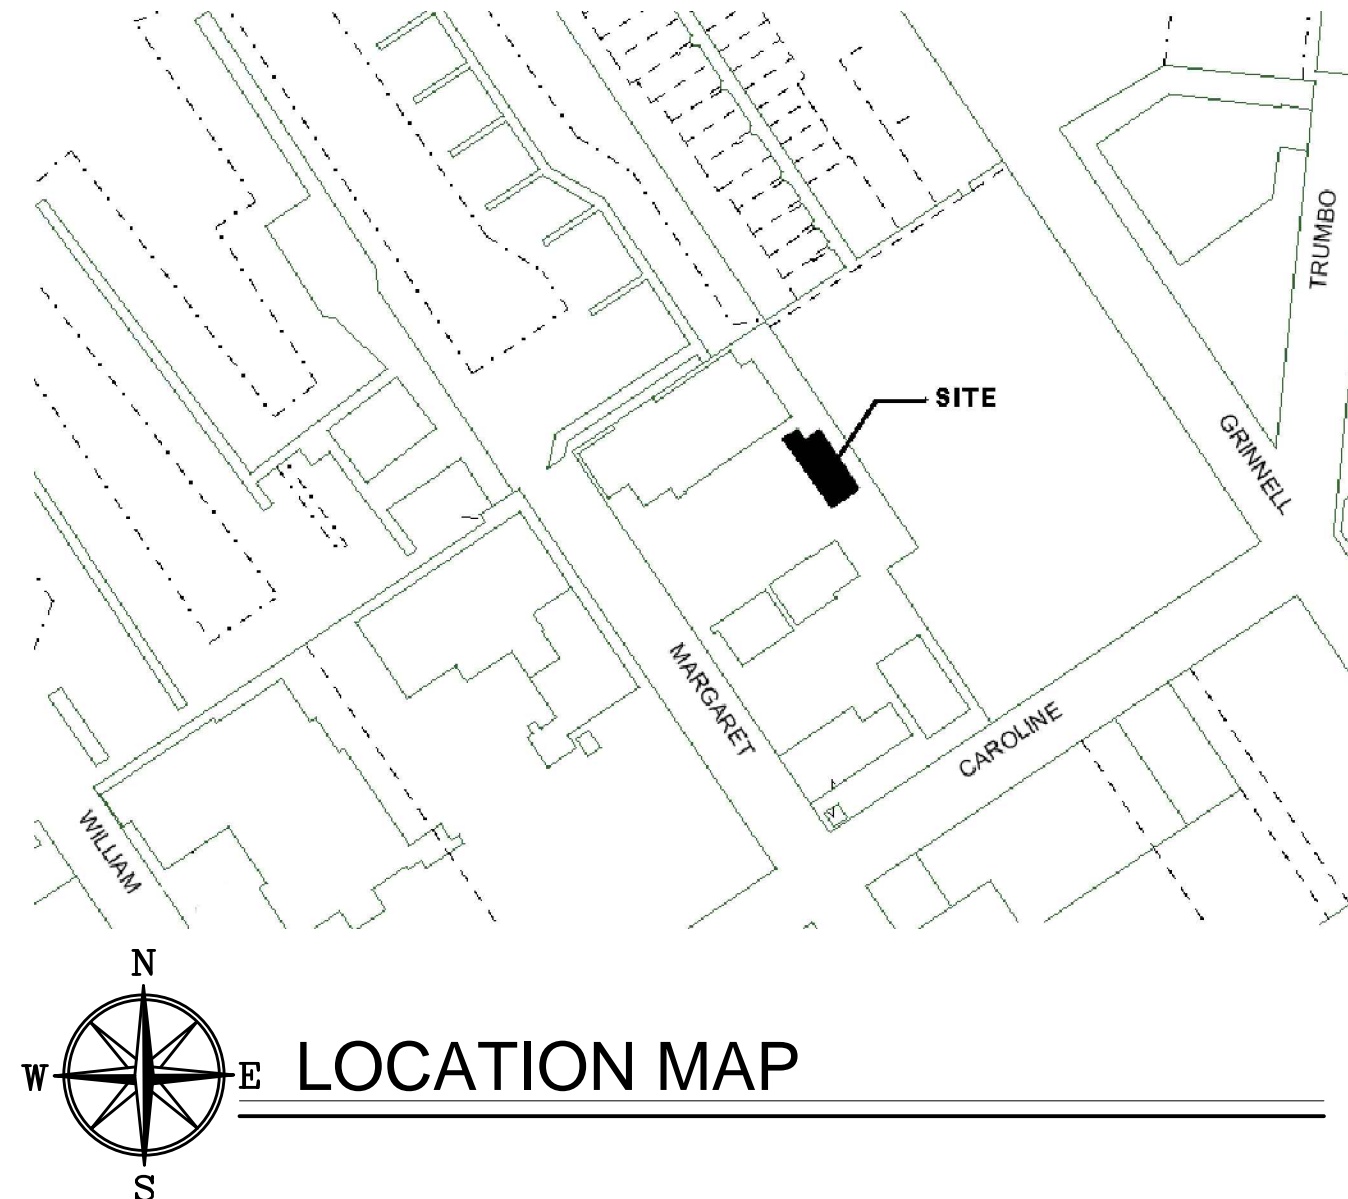 TRUMBO
SITE
GRINNELL
MARGARET
CAROLINE
WILLIAM
N
W E
LOCATION MAP
S